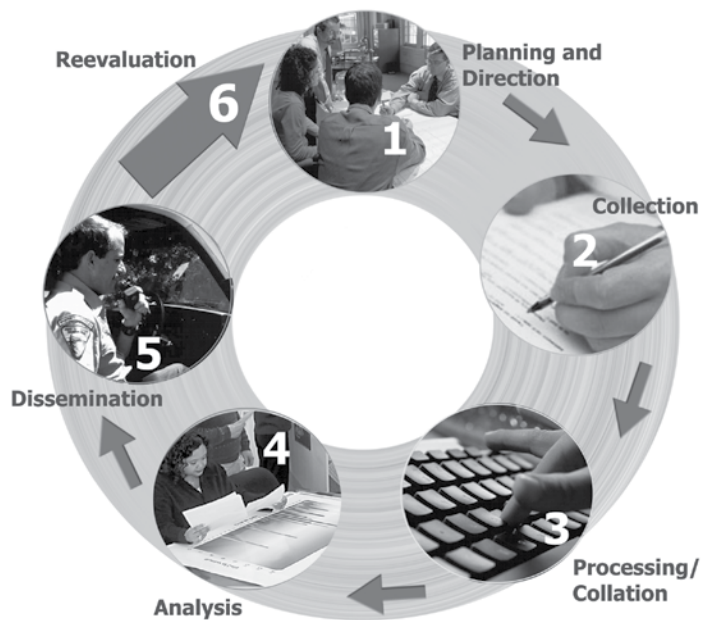 1
Planning and
Direction
2
Collection
3
Processing/
Collation
4
Analysis
5
Dissemination
6
Reevaluation